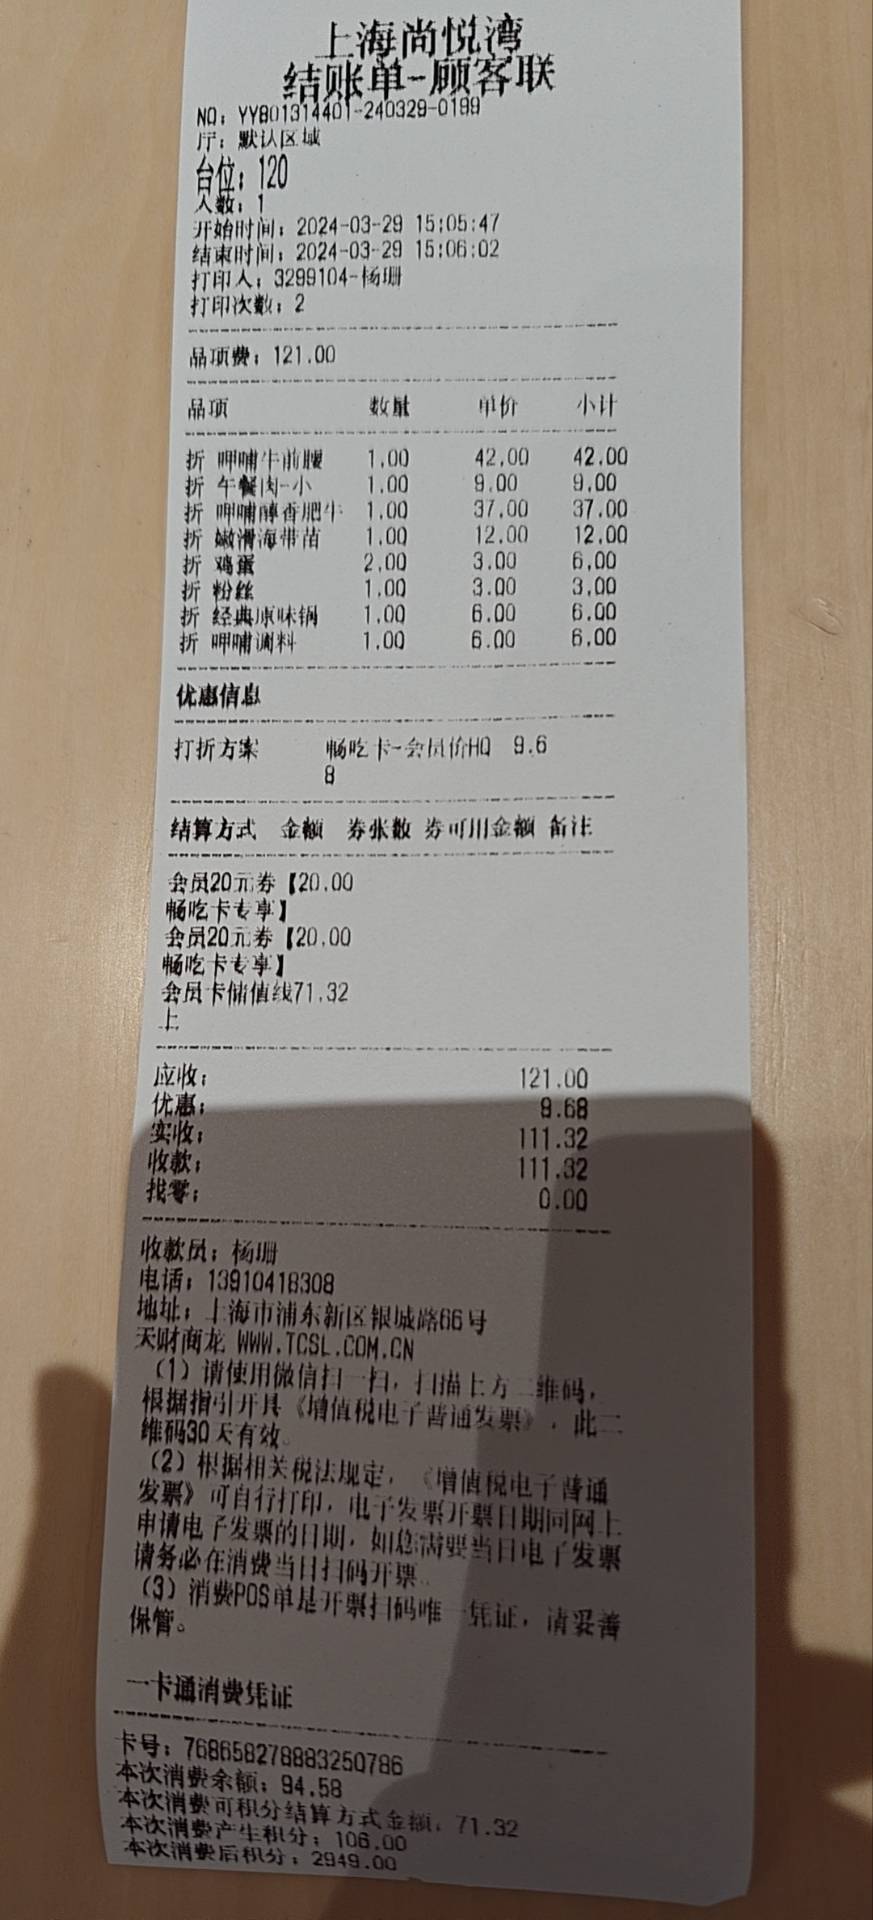 上海尚悦湾
结账单-顾客联
NO: YYB01314401-240329-0199
厅: 默认区域
台位: 120
人数: 1
开始时间: 2024-03-29 15:05:47
结束时间: 2024-03-29 15:06:02
打印人: 3299104-杨珊
打印次数: 2
品项费: 121.00
品项 数量 单价 小计
折 呷哺牛前腿 1.00 42.00 42.00
折 午餐肉-小 1.00 9.00 9.00
折 呷哺醇香肥牛 1.00 37.00 37.00
折 嫩滑海带苗 1.00 12.00 12.00
折 鸡蛋 2.00 3.00 6.00
折 粉丝 1.00 3.00 3.00
折 经典原味锅 1.00 6.00 6.00
折 呷哺调料 1.00 6.00 6.00
优惠信息
打折方案 畅吃卡-会员价HQ 9.6
8
结算方式 金额 券张数 券可用金额 备注
会员20元券【20.00
畅吃卡专享】
会员20元券【20.00
畅吃卡专享】
会员卡储值线71.32
上
应收: 121.00
优惠: 9.68
实收: 111.32
收款: 111.32
找零: 0.00
收款员: 杨珊
电话: 13910418308
地址: 上海市浦东新区银城路66号
天财商龙 WWW.TCSL.COM.CN
(1) 请使用微信扫一扫, 扫描上方二维码,
根据指引开具《增值税电子普通发票》, 此二
维码30天有效。
(2) 根据相关税法规定, 《增值税电子普通
发票》可自行打印, 电子发票开票日期同网上
申请电子发票的日期, 如您需要当日电子发票
请务必在消费当日扫码开票。
(3) 消费POS单是开票扫码唯一凭证, 请妥善
保管。
一卡通消费凭证
卡号: 768658278883250786
本次消费余额: 94.58
本次消费可积分结算方式金额: 71.32
本次消费产生积分: 106.00
本次消费后积分: 2949.00